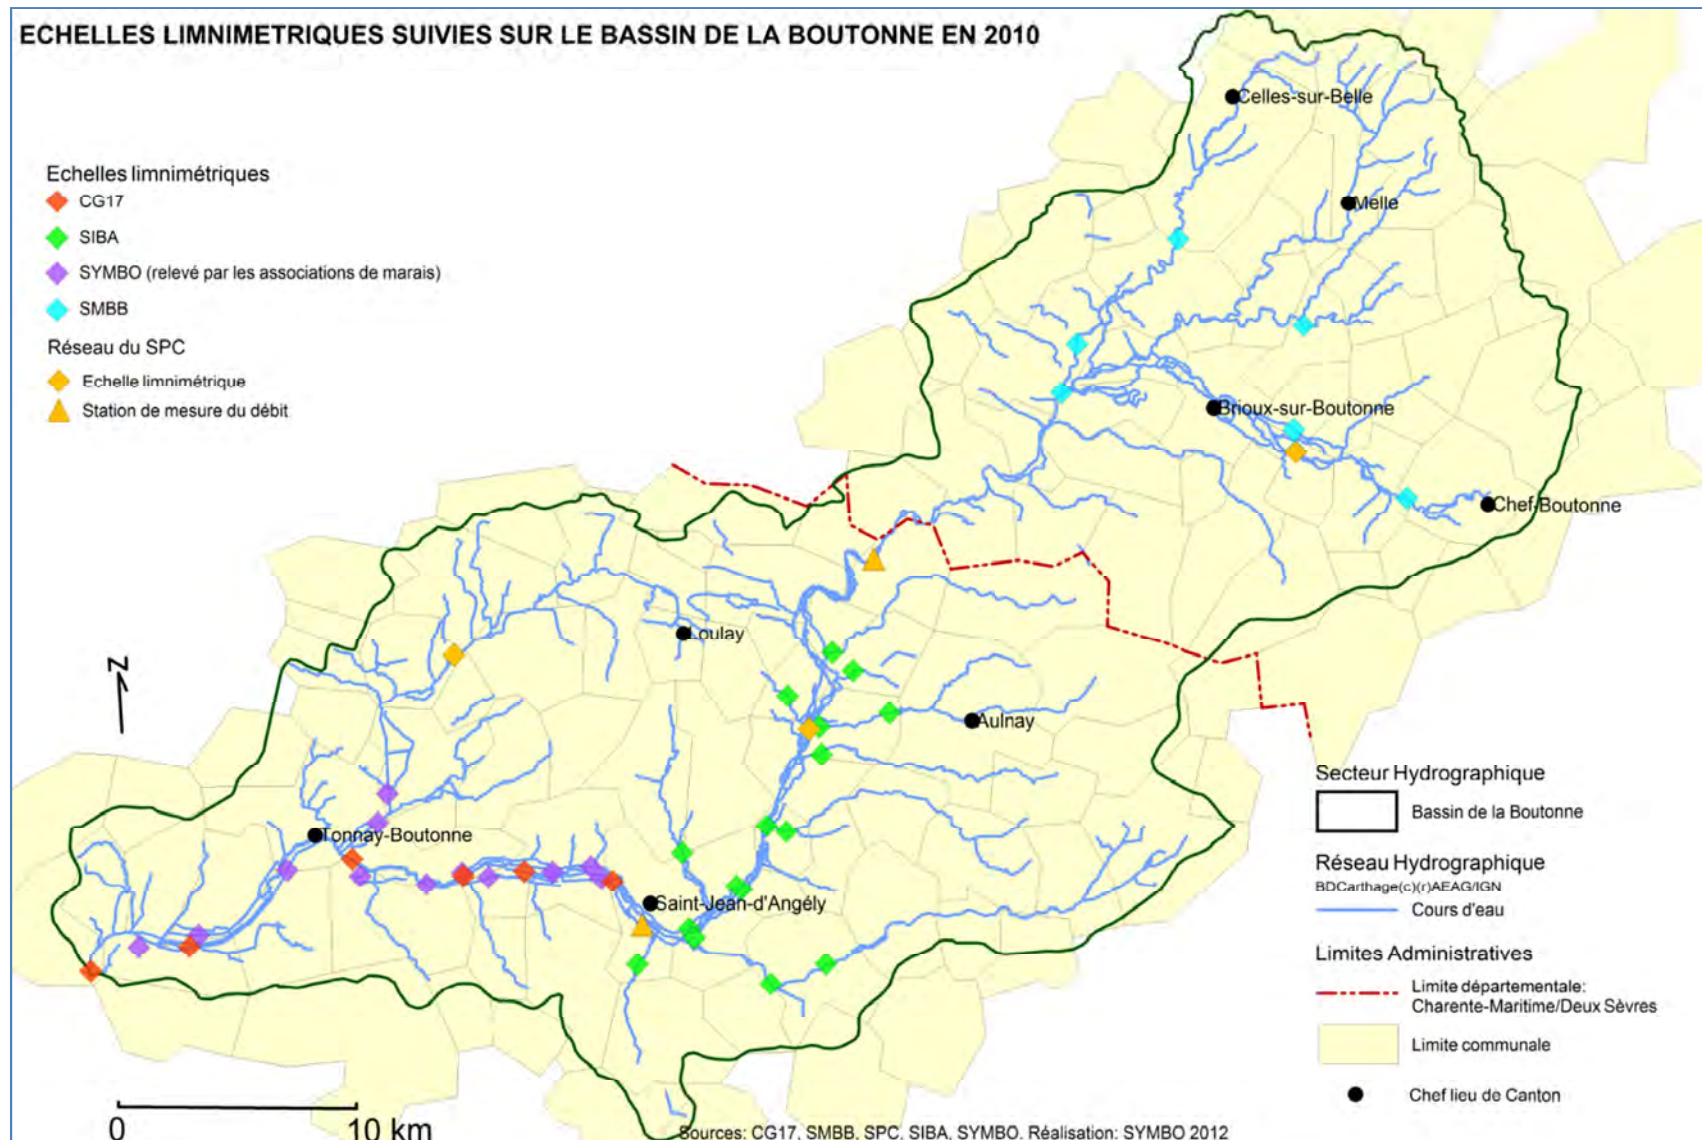 ECHELLES LIMNIMETRIQUES SUIVIES SUR LE BASSIN DE LA BOUTONNE EN 2010
Echelles limnimétriques
CG17
SIBA
SYMBO (relevé par les associations de marais)
SMBB
Réseau du SPC
Echelle limnimétrique
Station de mesure du débit
Celles-sur-Belle
Melle
Brioux-sur-Boutonne
Chef-Boutonne
Loulay
Aulnay
Tonnay-Boutonne
Saint-Jean-d'Angély
N
0 10 km
Secteur Hydrographique
Bassin de la Boutonne
Réseau Hydrographique
BDCarthage(c)(r)AEAG/IGN
Cours d'eau
Limites Administratives
Limite départementale:
Charente-Maritime/Deux Sèvres
Limite communale
Chef lieu de Canton
Sources: CG17, SMBB, SPC, SIBA, SYMBO. Réalisation: SYMBO 2012